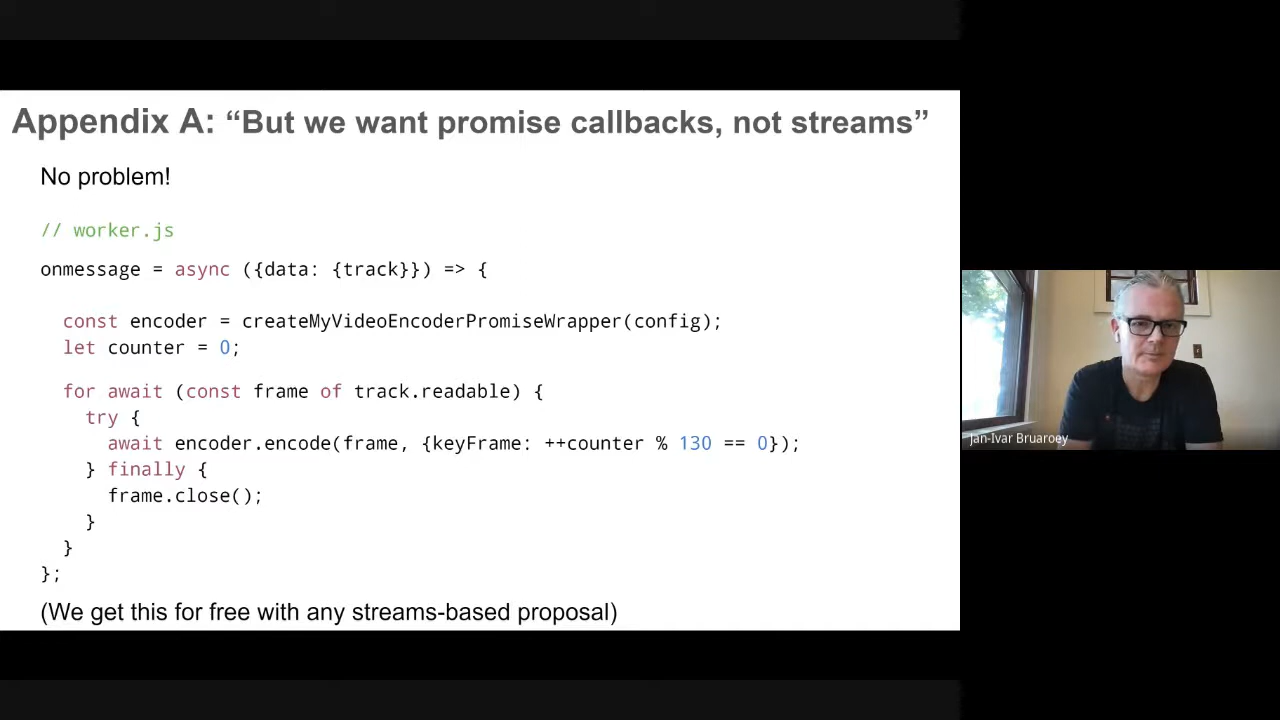 Appendix A: “But we want promise callbacks, not streams”
No problem!
// worker.js
onmessage = async ({data: {track}}) => {
const encoder = createMyVideoEncoderPromiseWrapper(config);
let counter = 0;
for await (const frame of track.readable) {
try {
await encoder.encode(frame, {keyFrame: ++counter % 130 == 0});
} finally {
frame.close();
}
}
};
(We get this for free with any streams-based proposal)
Jan-Ivar Bruaroey